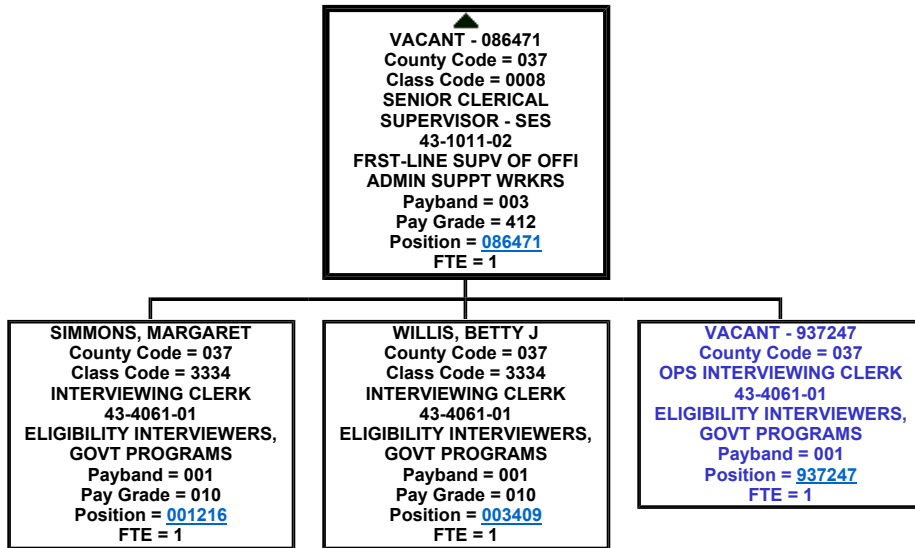 VACANT - 086471
County Code = 037
Class Code = 0008
SENIOR CLERICAL
SUPERVISOR - SES
43-1011-02
FRST-LINE SUPV OF OFFI
ADMIN SUPPT WRKRS
Payband = 003
Pay Grade = 412
Position = 086471
FTE = 1
SIMMONS, MARGARET
County Code = 037
Class Code = 3334
INTERVIEWING CLERK
43-4061-01
ELIGIBILITY INTERVIEWERS,
GOVT PROGRAMS
Payband = 001
Pay Grade = 010
Position = 001216
FTE = 1
WILLIS, BETTY J
County Code = 037
Class Code = 3334
INTERVIEWING CLERK
43-4061-01
ELIGIBILITY INTERVIEWERS,
GOVT PROGRAMS
Payband = 001
Pay Grade = 010
Position = 003409
FTE = 1
VACANT - 937247
County Code = 037
OPS INTERVIEWING CLERK
43-4061-01
ELIGIBILITY INTERVIEWERS,
GOVT PROGRAMS
Payband = 001
Position = 937247
FTE = 1